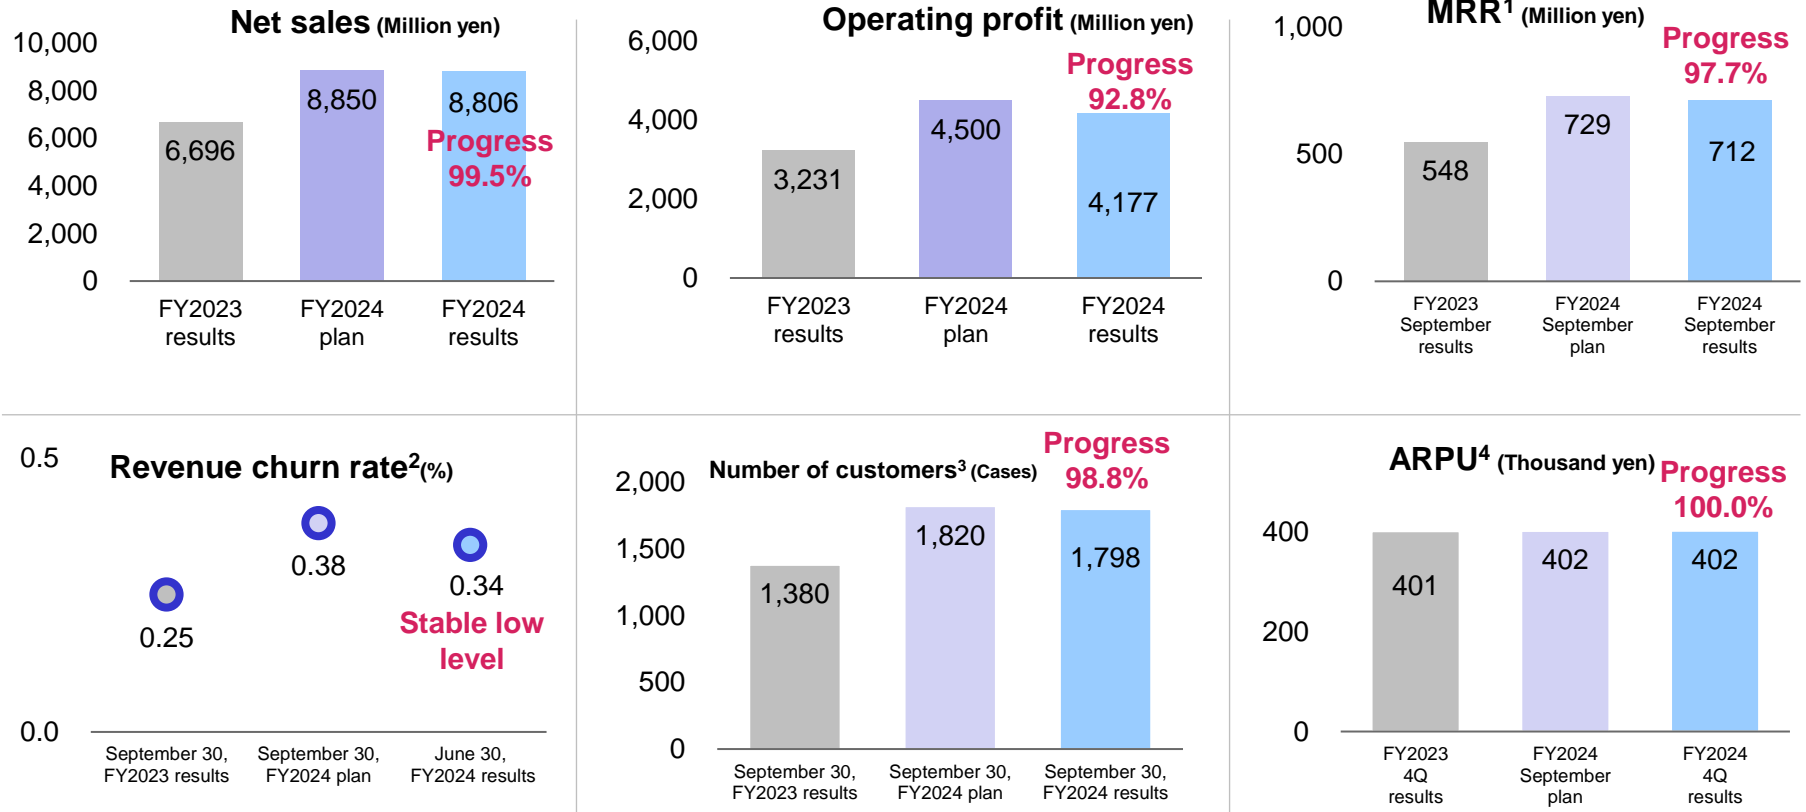 Net sales (Million yen)
10,000
8,000
6,000
4,000
2,000
0
6,696
8,850
8,806
Progress
99.5%
FY2023
results
FY2024
plan
FY2024
results
Operating profit (Million yen)
6,000
4,000
2,000
0
3,231
4,500
4,177
Progress
92.8%
FY2023
results
FY2024
plan
FY2024
results
MRR¹ (Million yen)
1,000
500
0
548
729
712
Progress
97.7%
FY2023
September
results
FY2024
September
plan
FY2024
September
results
Revenue churn rate²(%)
0.5
0.0
0.25
0.38
0.34
Stable low
level
September 30,
FY2023 results
September 30,
FY2024 plan
June 30,
FY2024 results
Number of customers³ (Cases)
2,000
1,500
1,000
500
0
1,380
1,820
1,798
Progress
98.8%
September 30,
FY2023 results
September 30,
FY2024 plan
September 30,
FY2024 results
ARPU⁴ (Thousand yen)
400
200
0
401
402
402
Progress
100.0%
FY2023
4Q
results
FY2024
September
plan
FY2024
4Q
results